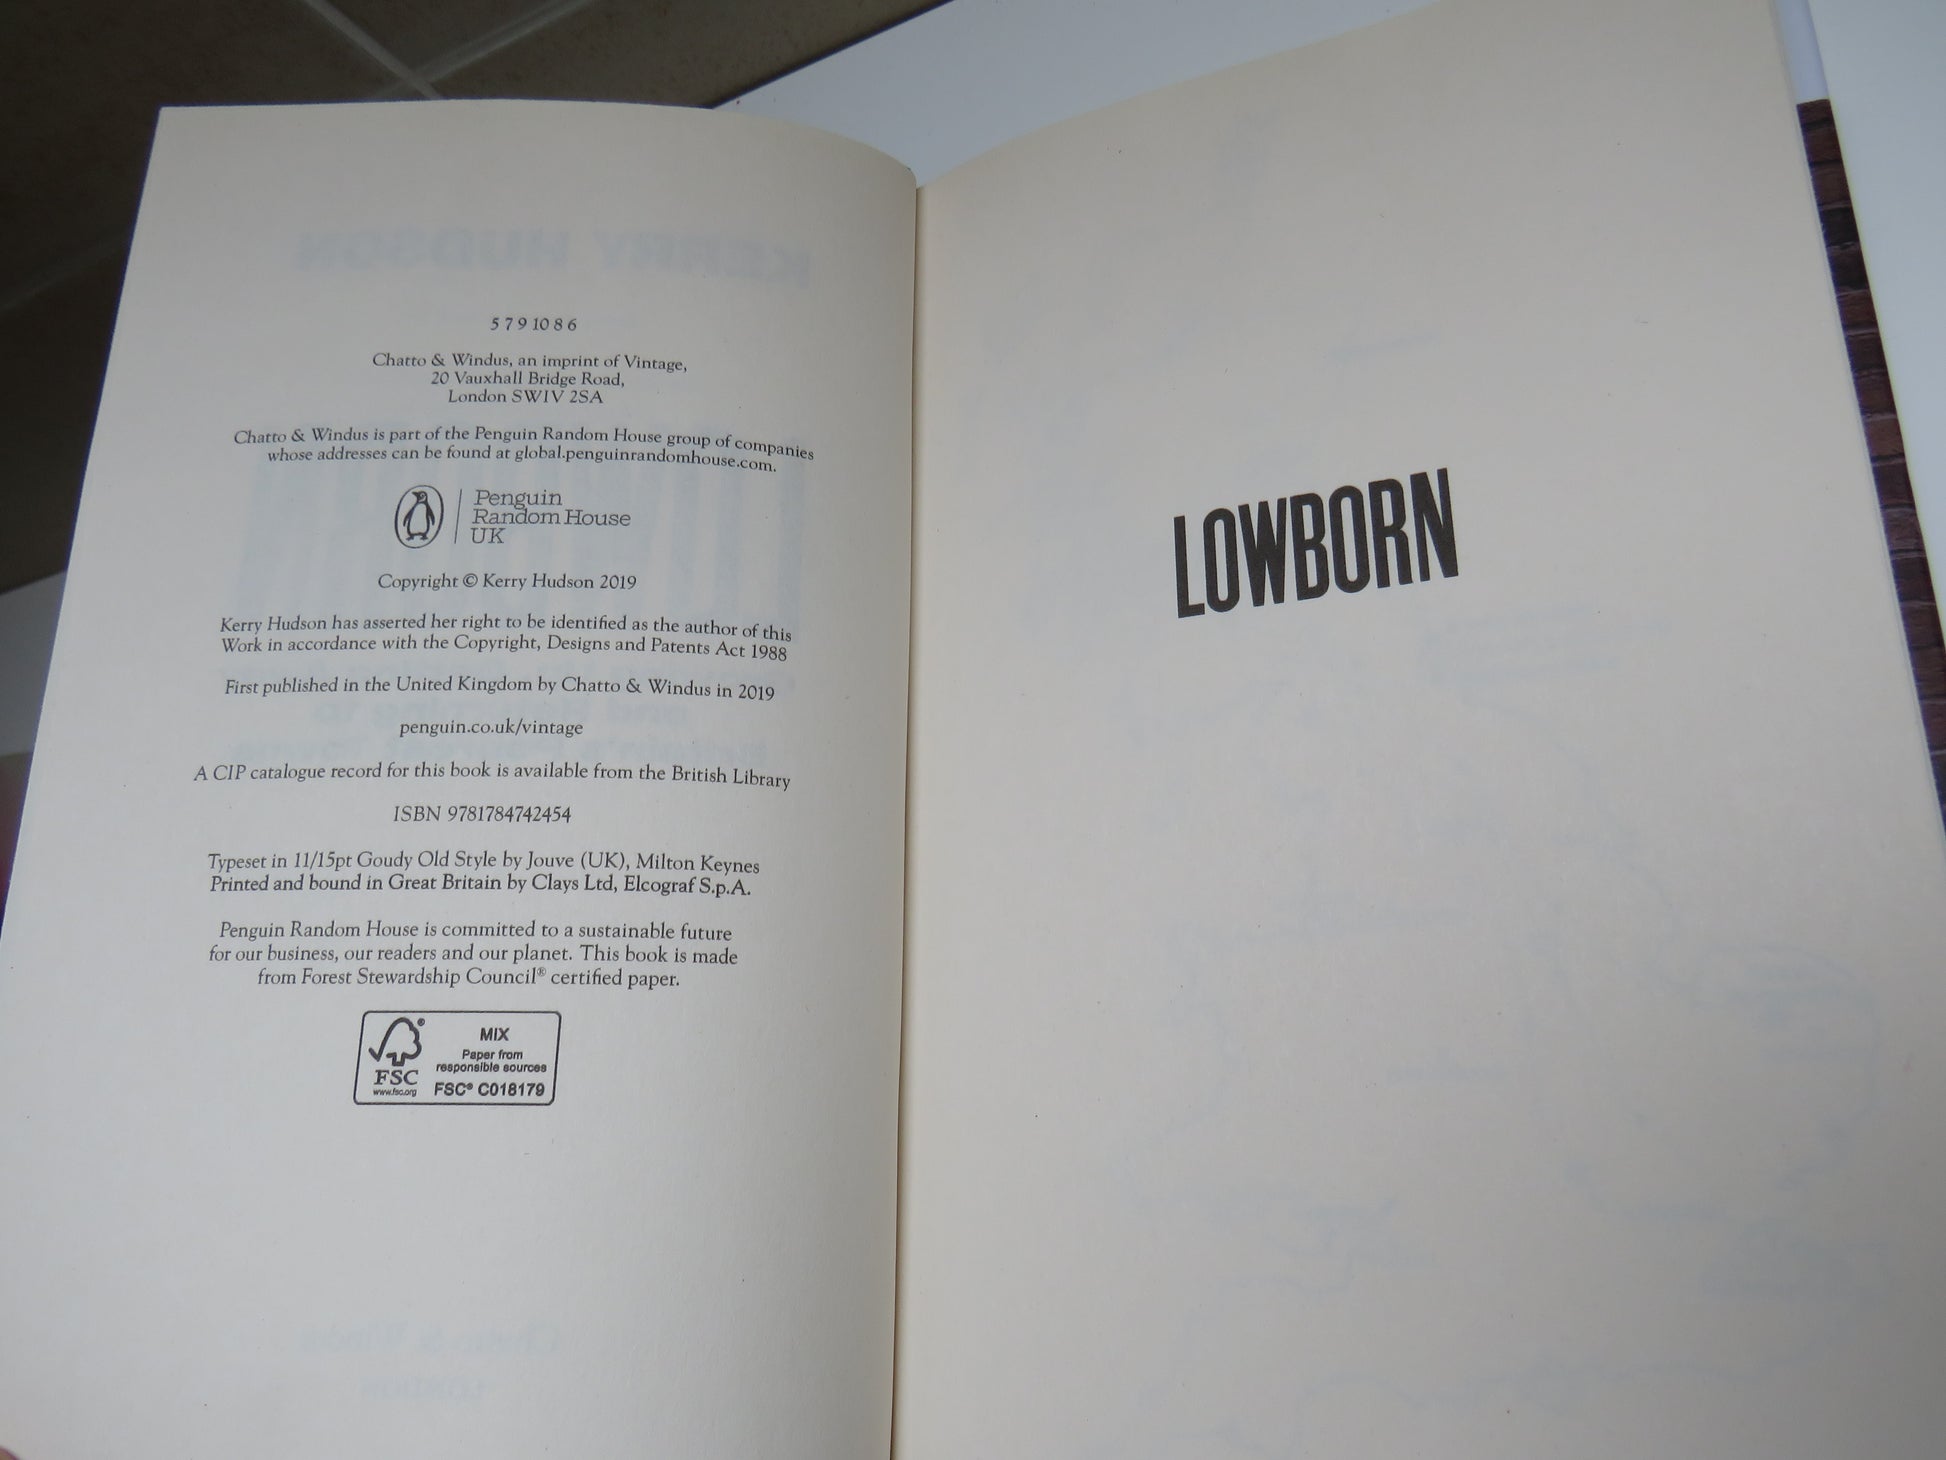 5 7 9 10 8 6
Chatto & Windus, an imprint of Vintage,
20 Vauxhall Bridge Road,
London SW1V 2SA
Chatto & Windus is part of the Penguin Random House group of companies
whose addresses can be found at global.penguinrandomhouse.com.
Penguin
Random House
UK
Copyright © Kerry Hudson 2019
Kerry Hudson has asserted her right to be identified as the author of this
Work in accordance with the Copyright, Designs and Patents Act 1988
First published in the United Kingdom by Chatto & Windus in 2019
penguin.co.uk/vintage
A CIP catalogue record for this book is available from the British Library
ISBN 9781784742454
Typeset in 11/15pt Goudy Old Style by Jouve (UK), Milton Keynes
Printed and bound in Great Britain by Clays Ltd, Elcograf S.p.A.
Penguin Random House is committed to a sustainable future
for our business, our readers and our planet. This book is made
from Forest Stewardship Council® certified paper.
FSC
www.fsc.org
MIX
Paper from
responsible sources
FSC® C018179
LOWBORN